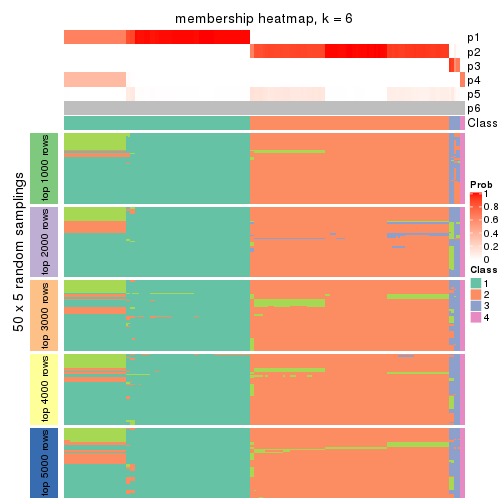 membership heatmap, k = 6
p1
p2
p3
p4
p5
p6
Class
50 x 5 random samplings
top 1000 rows
top 2000 rows
top 3000 rows
top 4000 rows
top 5000 rows
Prob
1
0.8
0.6
0.4
0.2
0
Class
1
2
3
4